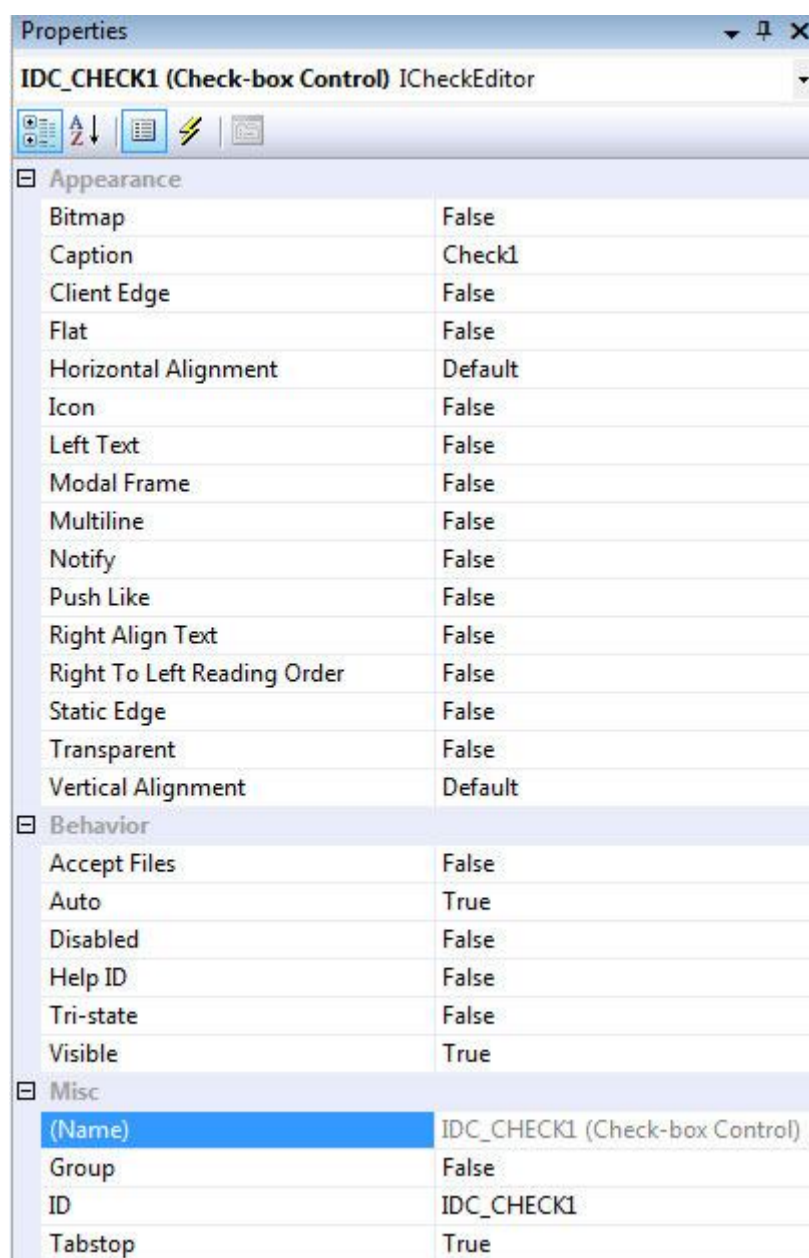 Properties
IDC_CHECK1 (Check-box Control) ICheckEditor
Appearance
Bitmap False
Caption Check1
Client Edge False
Flat False
Horizontal Alignment Default
Icon False
Left Text False
Modal Frame False
Multiline False
Notify False
Push Like False
Right Align Text False
Right To Left Reading Order False
Static Edge False
Transparent False
Vertical Alignment Default
Behavior
Accept Files False
Auto True
Disabled False
Help ID False
Tri-state False
Visible True
Misc
(Name) IDC_CHECK1 (Check-box Control)
Group False
ID IDC_CHECK1
Tabstop True